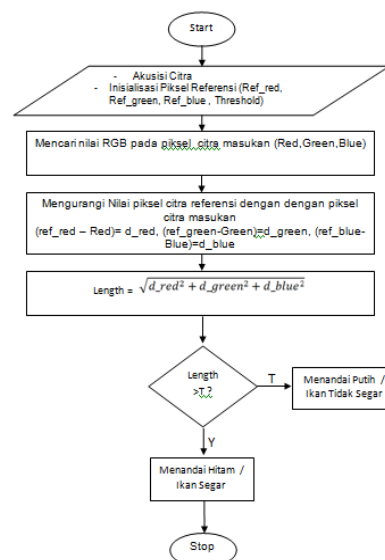 Start
- Akusisi Citra
- Inisialisasi Piksel Referensi (Ref_red,
Ref_green, Ref_blue , Threshold)
Mencari nilai RGB pada piksel citra masukan (Red,Green,Blue)
Mengurangi Nilai piksel citra referensi dengan dengan piksel
citra masukan
(ref_red – Red)= d_red, (ref_green-Green)=d_green, (ref_blue-
Blue)=d_blue
Length = √d_red² + d_green² + d_blue²
Length
>T ?
T
Menandai Putih /
Ikan Tidak Segar
Y
Menandai Hitam /
Ikan Segar
Stop